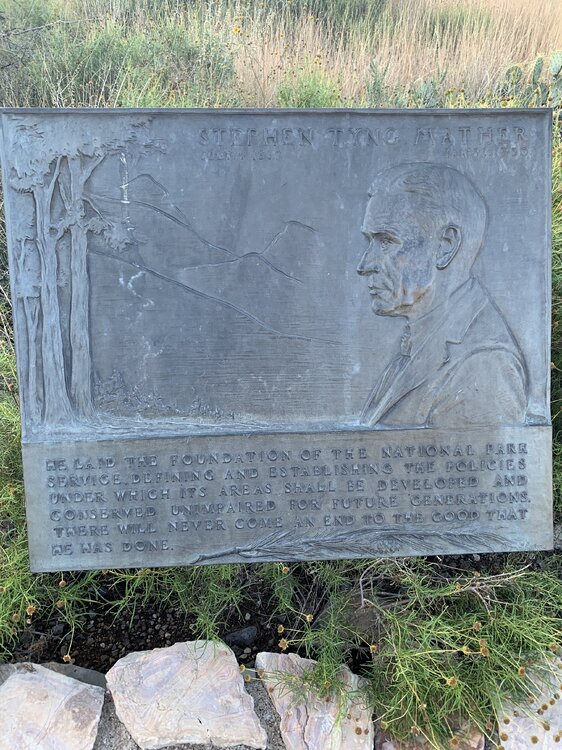 STEPHEN TYNG MATHER
HE LAID THE FOUNDATION OF THE NATIONAL PARK
SERVICE, DEFINING AND ESTABLISHING THE POLICIES
UNDER WHICH ITS AREAS SHALL BE DEVELOPED AND
CONSERVED UNIMPAIRED FOR FUTURE GENERATIONS.
THERE WILL NEVER COME AN END TO THE GOOD THAT
HE HAS DONE.